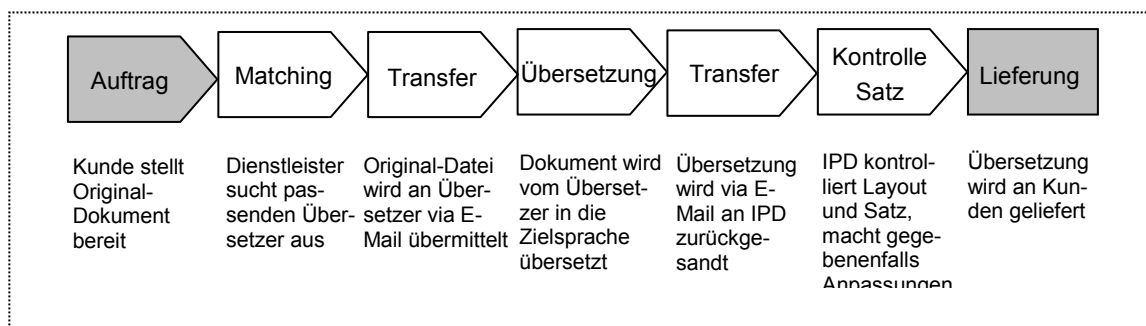 Auftrag
Matching
Transfer
Übersetzung
Transfer
Kontrolle
Satz
Lieferung
Kunde stellt
Original-
Dokument
bereit
Dienstleister
sucht pas-
senden Über-
setzer aus
Original-Datei
wird an Über-
setzer via E-
Mail übermittelt
Dokument wird
vom Überset-
zer in die
Zielsprache
übersetzt
Übersetzung
wird via E-
Mail an IPD
zurückge-
sandt
IPD kontrol-
liert Layout
und Satz,
macht gege-
benenfalls
Anpassungen
Übersetzung
wird an Kun-
den geliefert